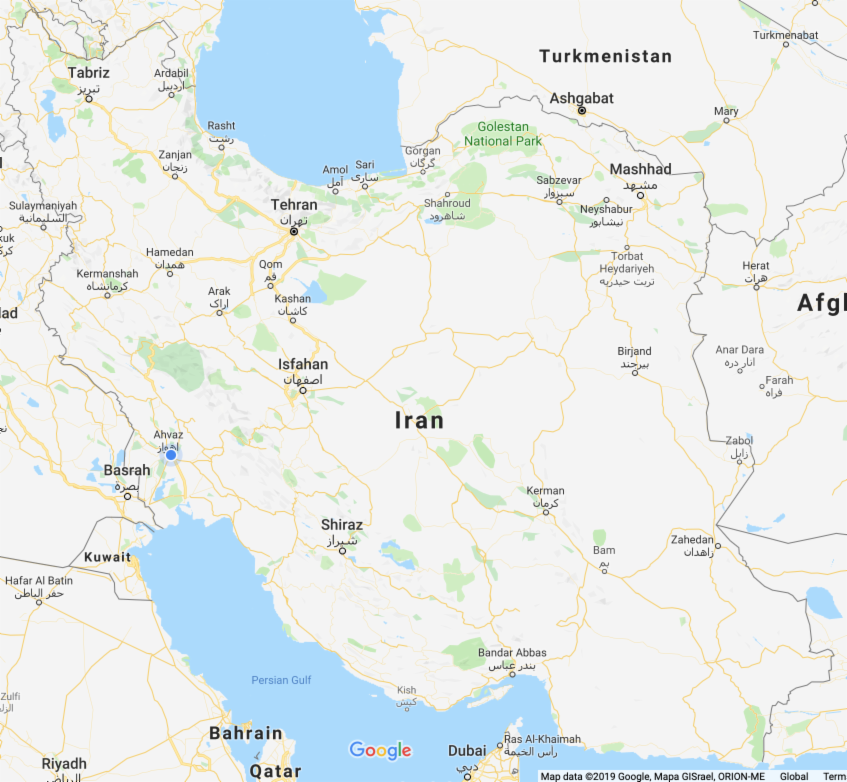 Turkmenabat
Turkmenistan
Tabriz
تبریز
Ardabil
اردبیل
Ashgabat
Mary
Rasht
رشت
Golestan
National Park
Gorgan
گرگان
Zanjan
زنجان
Amol
آمل
Sari
ساری
Mashhad
مشهد
Sabzevar
سبزوار
Neyshabur
نیشابور
Sulaymaniyah
السليمانية
Tehran
تهران
Shahroud
شاهرود
kuk
Hamedan
همدان
Qom
قم
Torbat
Heydariyeh
تربت حیدریه
Herat
هرات
Kermanshah
کرمانشاه
Arak
اراک
Kashan
کاشان
Afgl
lad
Isfahan
اصفهان
Birjand
بیرجند
Anar Dara
انار دره
Farah
فراه
Iran
Ahvaz
اهواز
Zabol
زابل
Basrah
بصرة
Kerman
کرمان
Shiraz
شیراز
Zahedan
زاهدان
Kuwait
Bam
بم
Hafar Al Batin
حفر الباطن
Bandar Abbas
بندر عباس
Persian Gulf
Kish
کیش
Zulfi
Bahrain
Google
Dubai
دبي
Ras Al-Khaimah
رأس الخيمة
Riyadh
الرياض
Qatar
Map data ©2019 Google, Mapa GISrael, ORION-ME Global Term